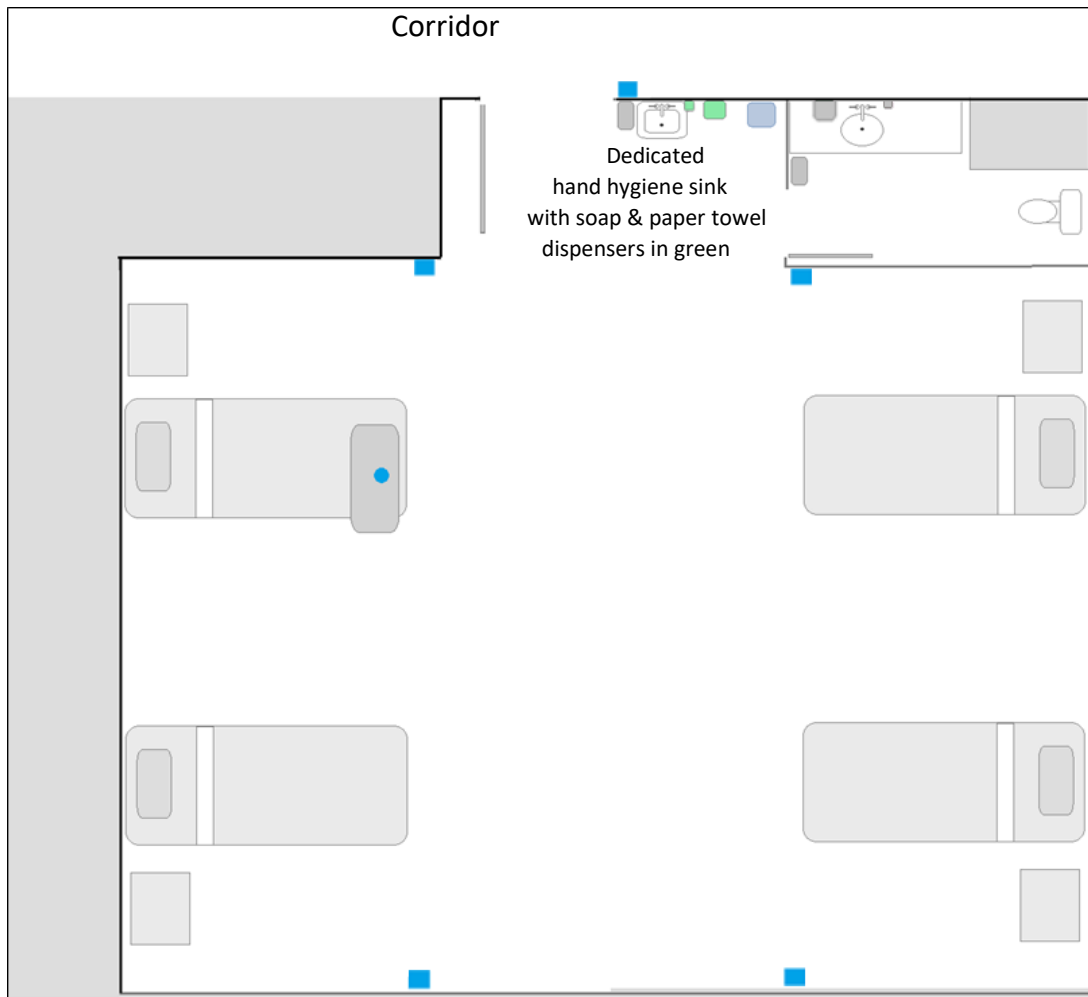 Corridor
Dedicated
hand hygiene sink
with soap & paper towel
dispensers in green